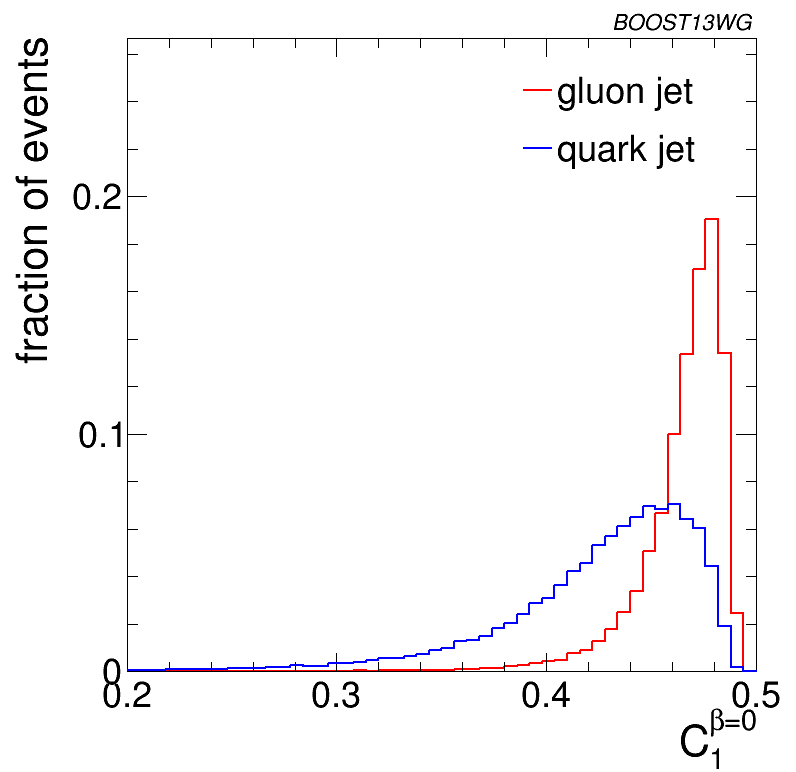 BOOST13WG
gluon jet
quark jet
fraction of events
0.2
0.1
0
0.2 0.3 0.4 0.5
C₁^β=0